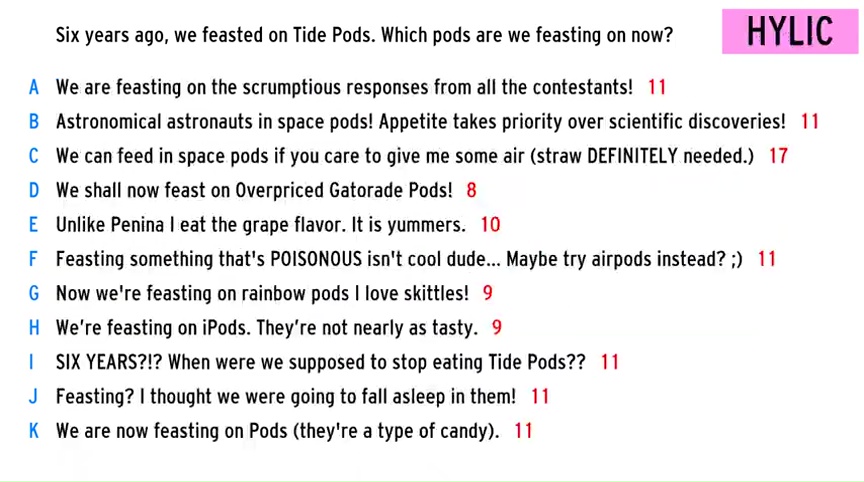 Six years ago, we feasted on Tide Pods. Which pods are we feasting on now?
HYLIC
A We are feasting on the scrumptious responses from all the contestants! 11
B Astronomical astronauts in space pods! Appetite takes priority over scientific discoveries! 11
C We can feed in space pods if you care to give me some air (straw DEFINITELY needed.) 17
D We shall now feast on Overpriced Gatorade Pods! 8
E Unlike Penina I eat the grape flavor. It is yummers. 10
F Feasting something that's POISONOUS isn't cool dude... Maybe try airpods instead? ;) 11
G Now we're feasting on rainbow pods I love skittles! 9
H We're feasting on iPods. They're not nearly as tasty. 9
I SIX YEARS?!? When were we supposed to stop eating Tide Pods?? 11
J Feasting? I thought we were going to fall asleep in them! 11
K We are now feasting on Pods (they're a type of candy). 11